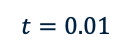 t = 0.01